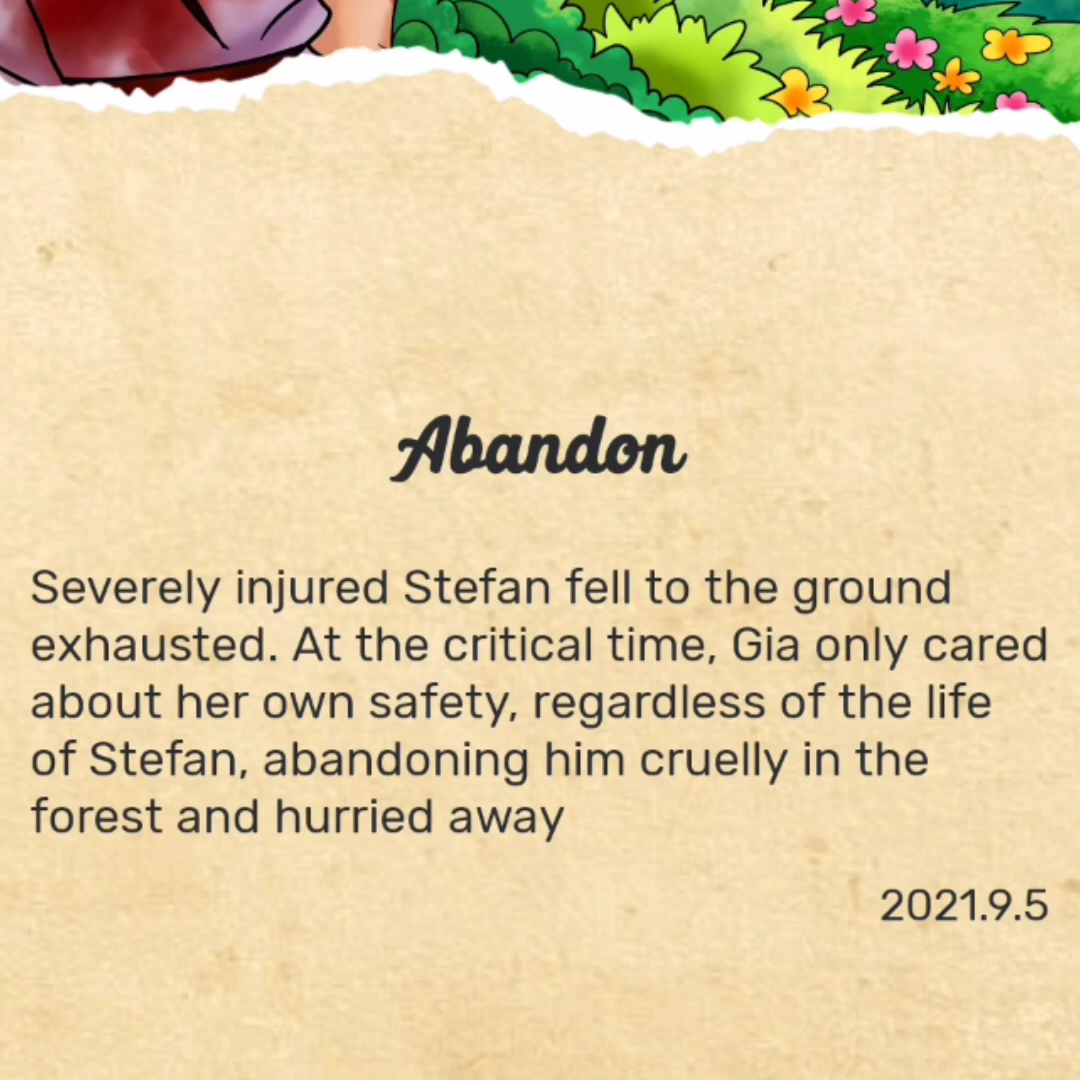 Abandon
Severely injured Stefan fell to the ground
exhausted. At the critical time, Gia only cared
about her own safety, regardless of the life
of Stefan, abandoning him cruelly in the
forest and hurried away
2021.9.5